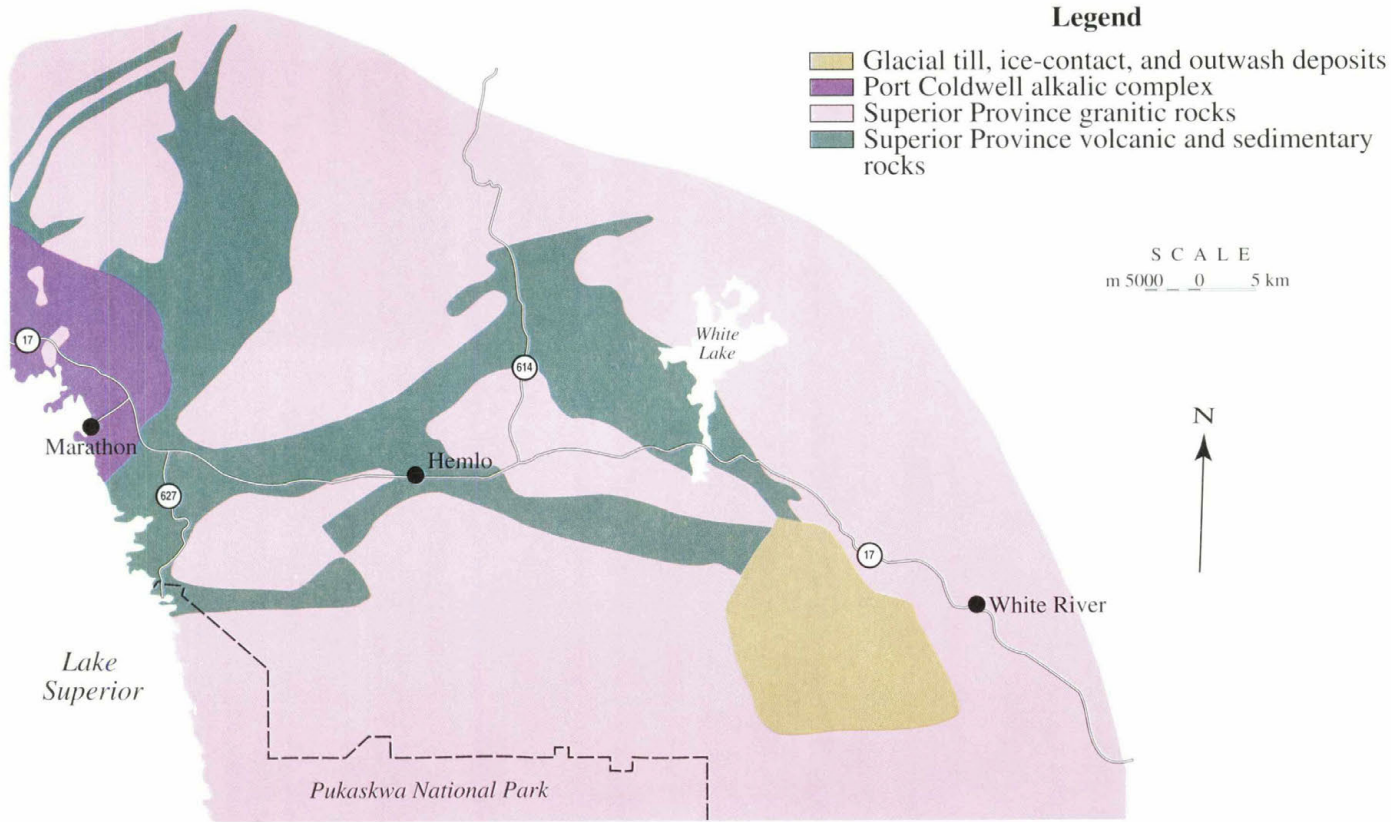 Legend
Glacial till, ice-contact, and outwash deposits
Port Coldwell alkalic complex
Superior Province granitic rocks
Superior Province volcanic and sedimentary
rocks
SCALE
m 5000 0 5 km
N
White
Lake
17
614
Marathon
Hemlo
627
17
White River
Lake
Superior
Pukaskwa National Park